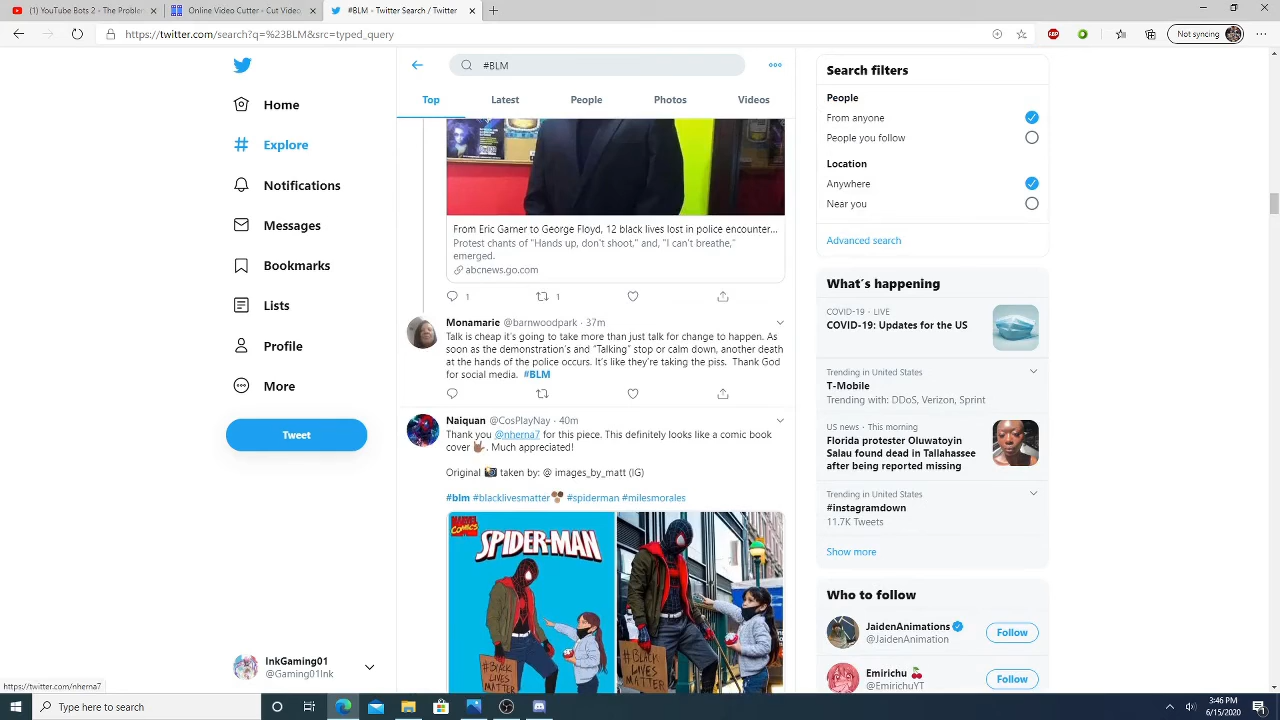 (1) YouTube Decks 2 - The Problem
Online Video Cutter - Cut Video
#BLM - Twitter Search / Twitter
https://twitter.com/search?q=%23BLM&src=typed_query
ABP
Not syncing
#BLM
Top
Latest
People
Photos
Videos
Home
Explore
Notifications
Messages
Bookmarks
Lists
Profile
More
Tweet
InkGaming01
@Gaming01Ink
https://twitter.com/nherna7
From Eric Garner to George Floyd, 12 black lives lost in police encounter...
Protest chants of "Hands up, don't shoot," and, "I can't breathe,"
emerged.
abcnews.go.com
1
1
Monamarie @barnwoodpark · 37m
Talk is cheap it's going to take more than just talk for change to happen. As
soon as the demonstration's and "Talking" stop or calm down, another death
at the hands of the police occurs. It's like they're taking the piss. Thank God
for social media. #BLM
Naiquan @CosPlayNay · 40m
Thank you @nherna7 for this piece. This definitely looks like a comic book
cover 🤘🏽. Much appreciated!
Original 📸 taken by: @ images_by_matt (IG)
#blm #blacklivesmatter #spiderman #milesmorales
MARVEL
COMICS
SPIDER-MAN
#BLACK
LIVES
MATTER
#BLACK
LIVES
MATTER
Search filters
People
From anyone
People you follow
Location
Anywhere
Near you
Advanced search
What´s happening
COVID-19 · LIVE
COVID-19: Updates for the US
Trending in United States
T-Mobile
Trending with: DDoS, Verizon, Sprint
US news · This morning
Florida protester Oluwatoyin
Salau found dead in Tallahassee
after being reported missing
Trending in United States
#instagramdown
11.7K Tweets
Show more
Who to follow
JaidenAnimations
@JaidenAnimation
Follow
Emirichu 🍒
@EmirichuYT
Follow
Type here to search
3:46 PM
6/15/2020